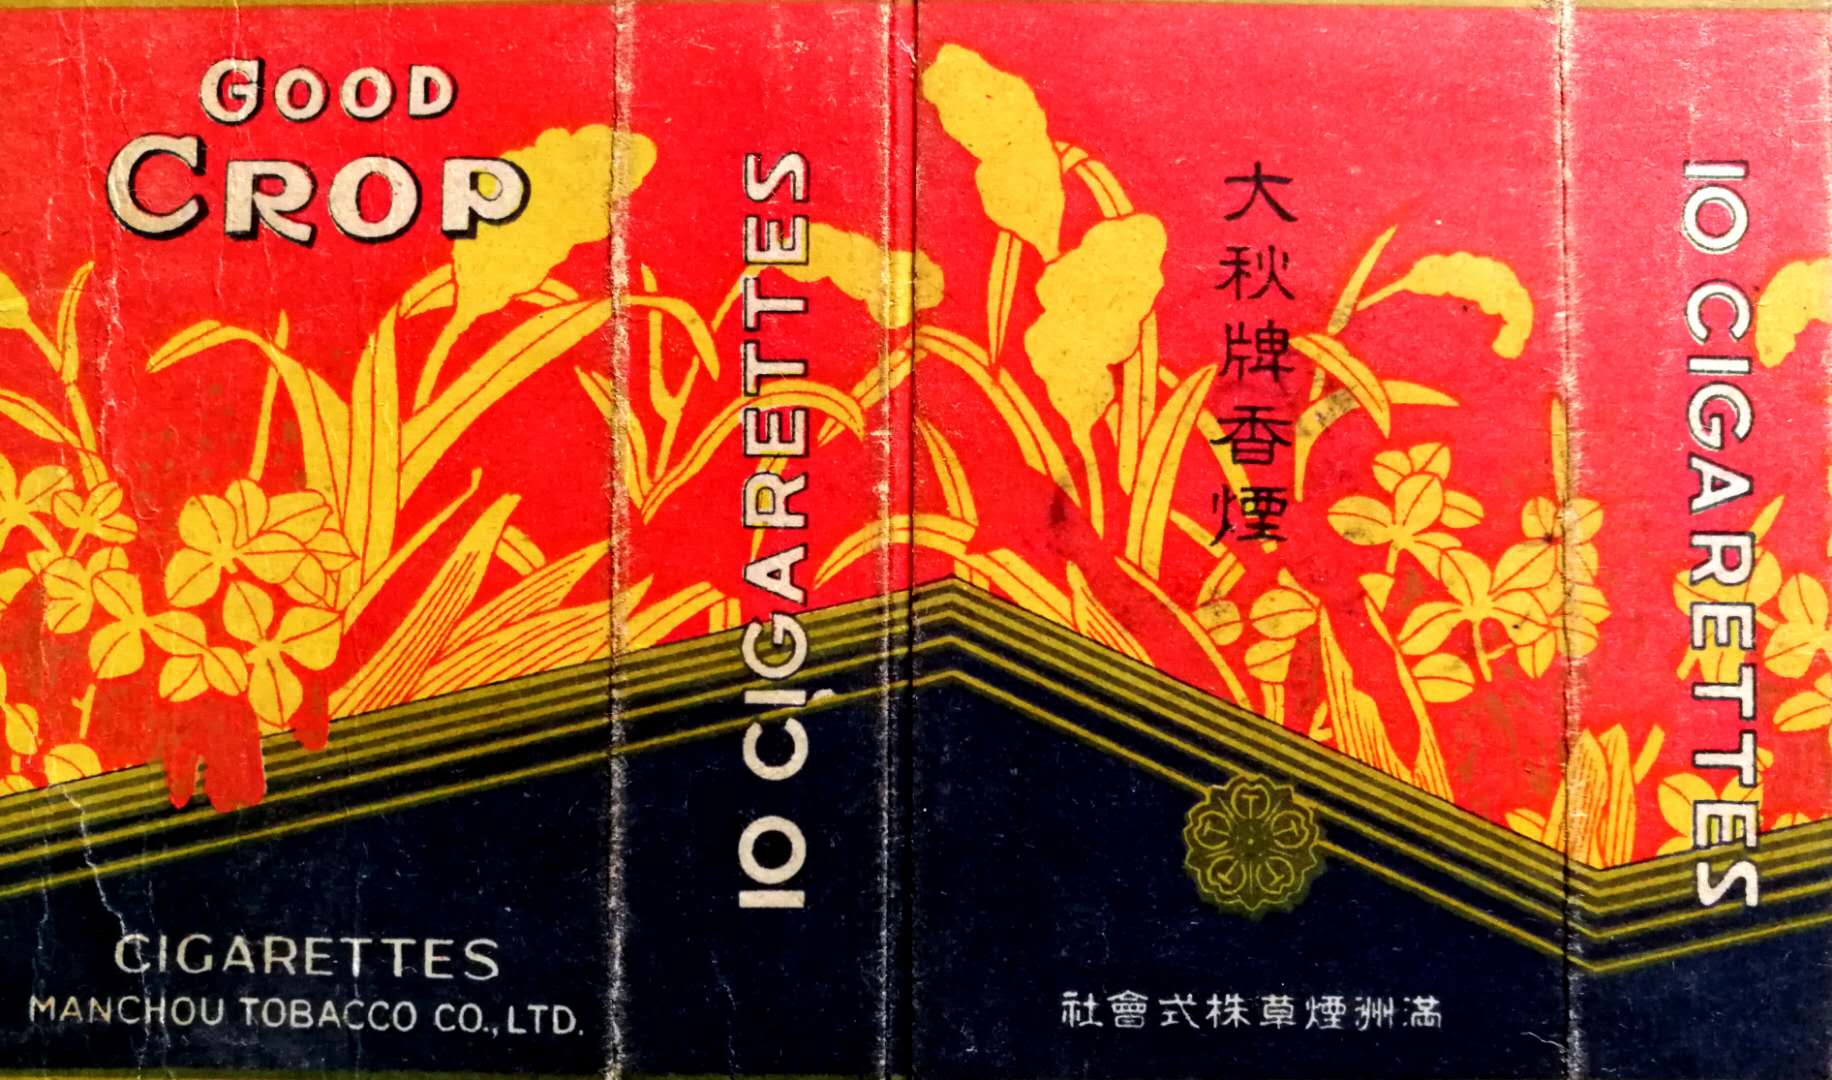 GOOD
CROP
CIGARETTES
MANCHOU TOBACCO CO., LTD.
10 CIGARETTES
大秋牌香煙
社會式株草煙洲滿
10 CIGARETTES